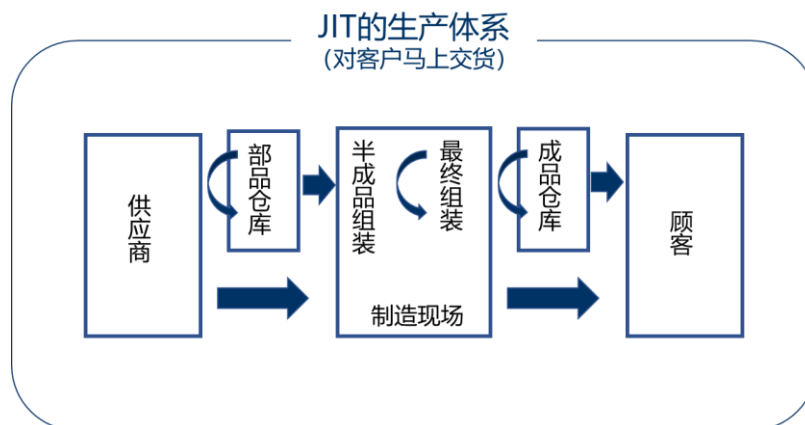 JIT的生产体系
(对客户马上交货)
供应商
部品仓库
半成品组装
最终组装
制造现场
成品仓库
顾客